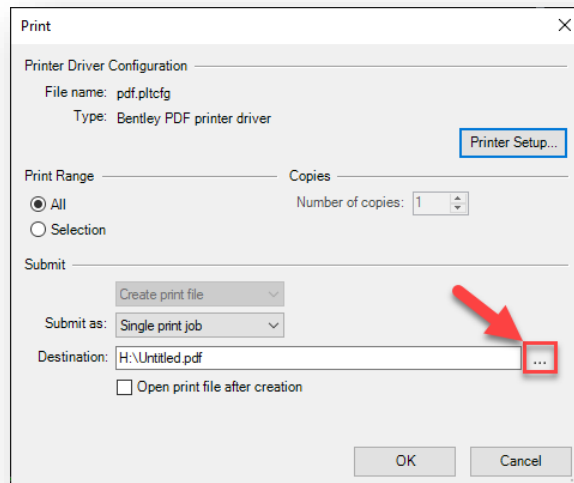 Print
Printer Driver Configuration
File name: pdf.pltcfg
Type: Bentley PDF printer driver
Printer Setup...
Print Range
Copies
All
Number of copies: 1
Selection
Submit
Create print file
Submit as: Single print job
Destination: H:\Untitled.pdf
...
Open print file after creation
OK
Cancel